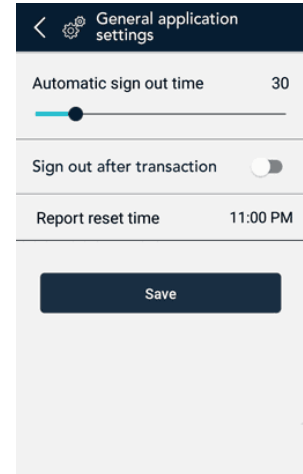 General application
settings
Automatic sign out time 30
Sign out after transaction
Report reset time 11:00 PM
Save